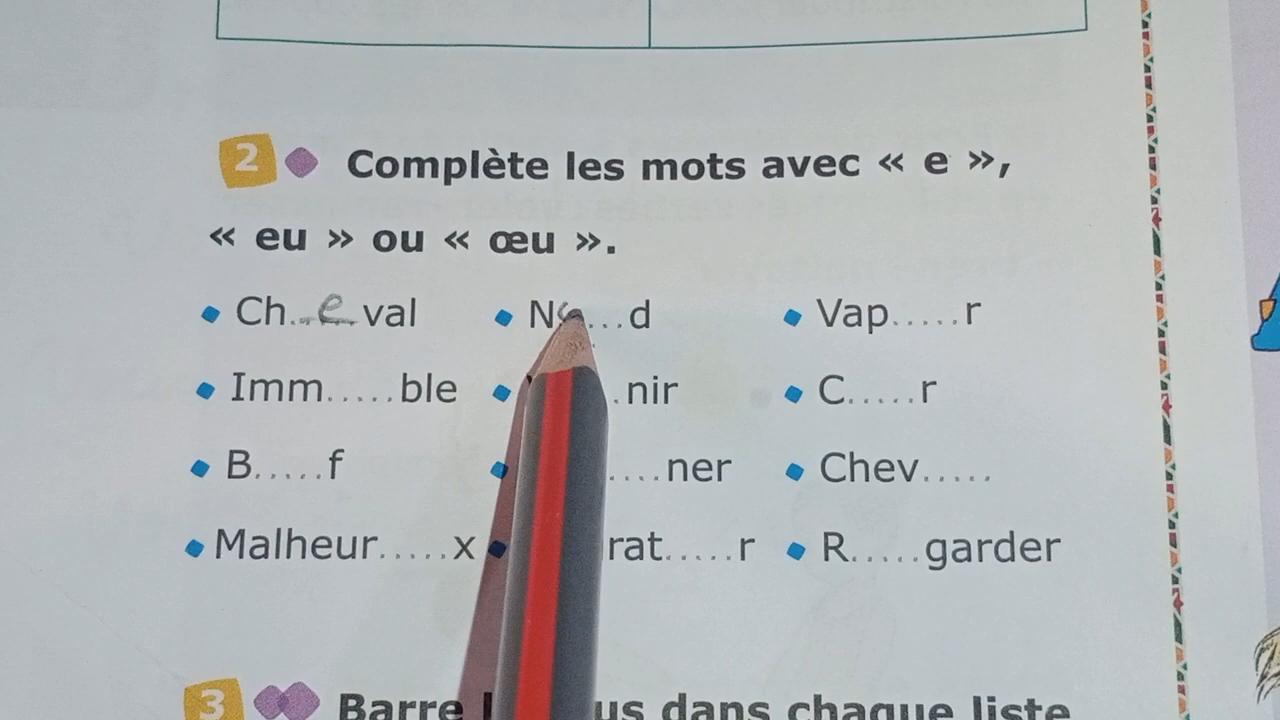 2 Complète les mots avec « e »,
« eu » ou « œu ».
Ch..e..val N.....d Vap.....r
Imm.....ble .nir C.....r
B.....f ....ner Chev.....
Malheur.....x rat.....r R.....garder
3 Barre dans chaque liste